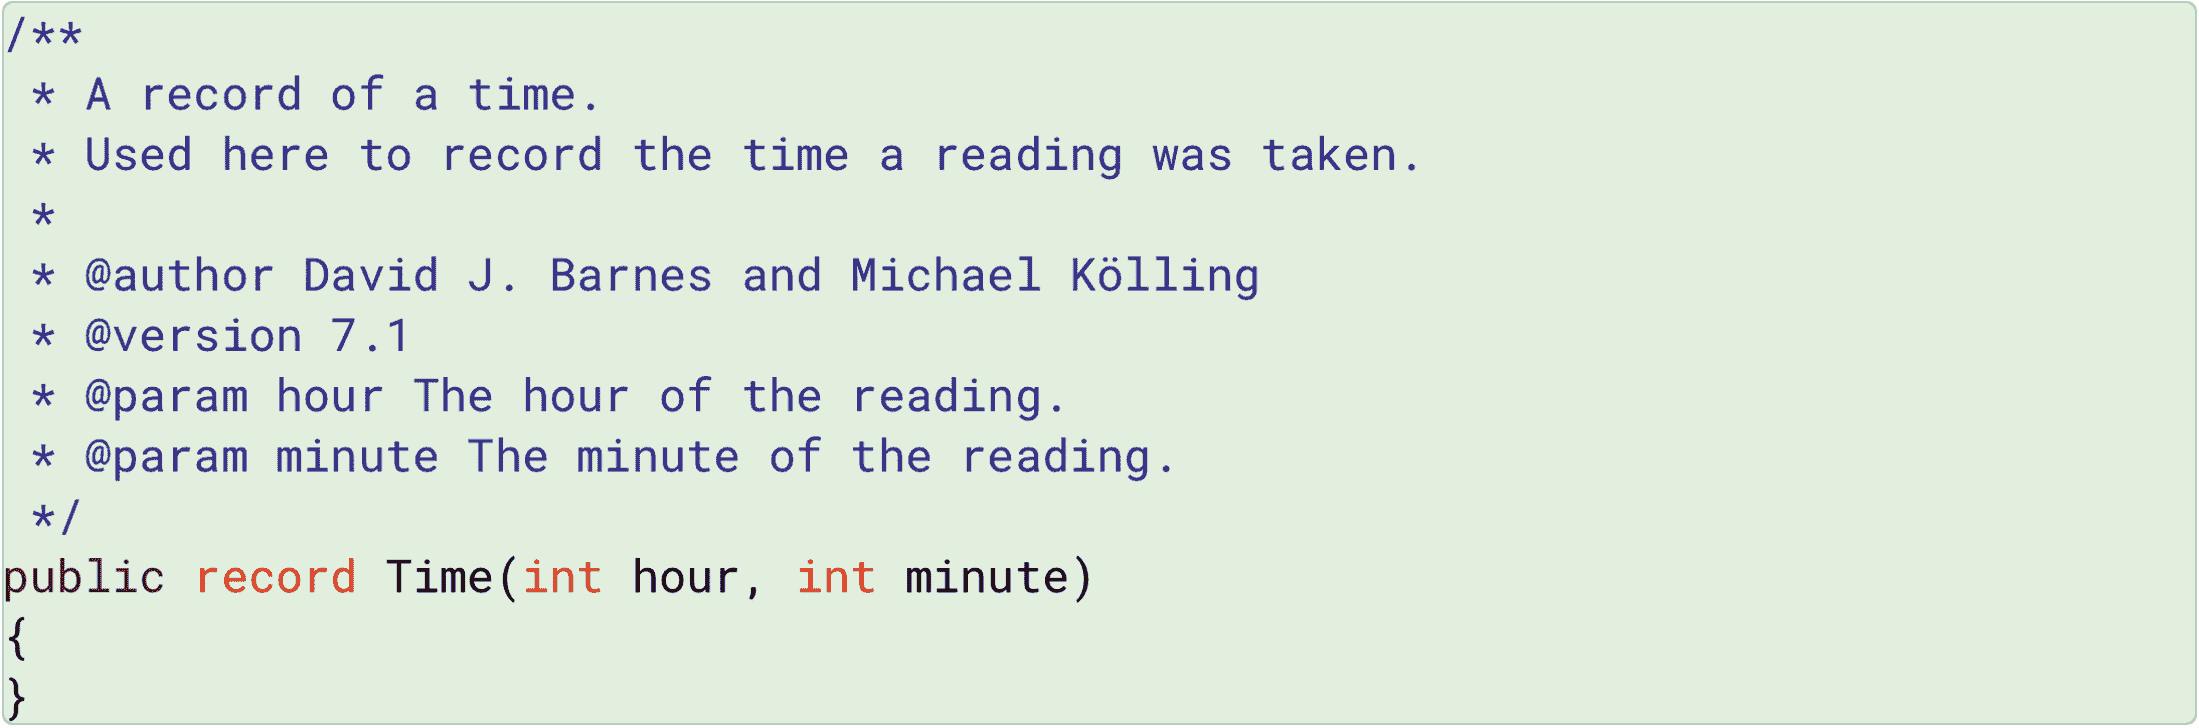 /**
 * A record of a time.
 * Used here to record the time a reading was taken.
 *
 * @author David J. Barnes and Michael Kölling
 * @version 7.1
 * @param hour The hour of the reading.
 * @param minute The minute of the reading.
 */
public record Time(int hour, int minute)
{
}